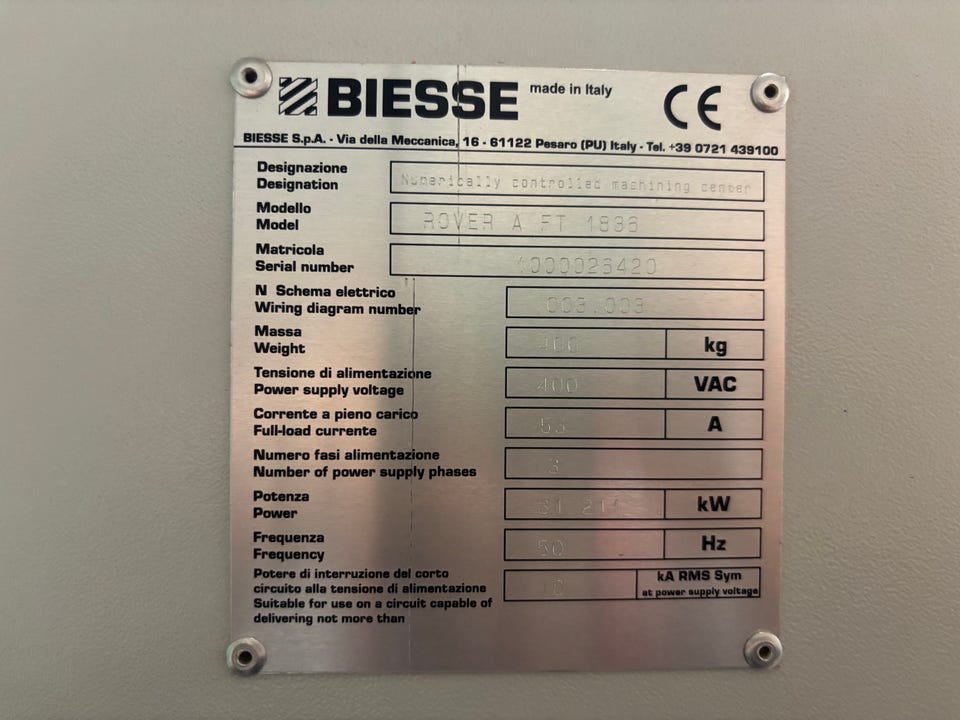 BIESSE made in Italy CE
BIESSE S.p.A. - Via della Meccanica, 16 - 61122 Pesaro (PU) Italy - Tel. +39 0721 439100
Designazione
Designation
Numerically controlled machining center
Modello
Model
ROVER A FT 1836
Matricola
Serial number
1000026420
N Schema elettrico
Wiring diagram number
003.003
Massa
Weight
kg
Tensione di alimentazione
Power supply voltage
400 VAC
Corrente a pieno carico
Full-load currente
A
Numero fasi alimentazione
Number of power supply phases
3
Potenza
Power
kW
Frequenza
Frequency
50 Hz
Potere di interruzione del corto
circuito alla tensione di alimentazione
Suitable for use on a circuit capable of
delivering not more than
10 kA RMS Sym
at power supply voltage